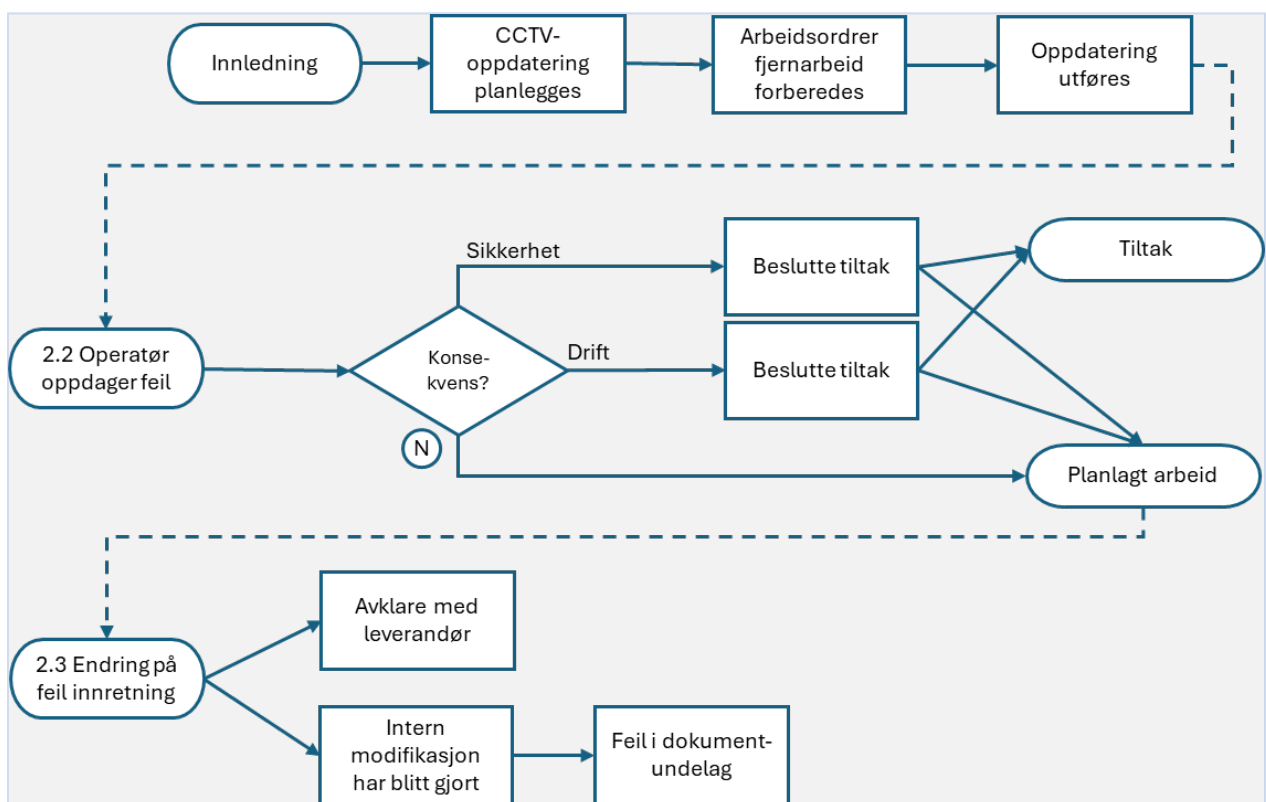 Innledning
CCTV-
oppdatering
planlegges
Arbeidsordrer
fjernarbeid
forberedes
Oppdatering
utføres
Sikkerhet
Beslutte tiltak
Tiltak
2.2 Operatør
oppdager feil
Konse-
kvens?
Drift
Beslutte tiltak
N
Planlagt arbeid
2.3 Endring på
feil innretning
Avklare med
leverandør
Intern
modifikasjon
har blitt gjort
Feil i dokument-
undelag